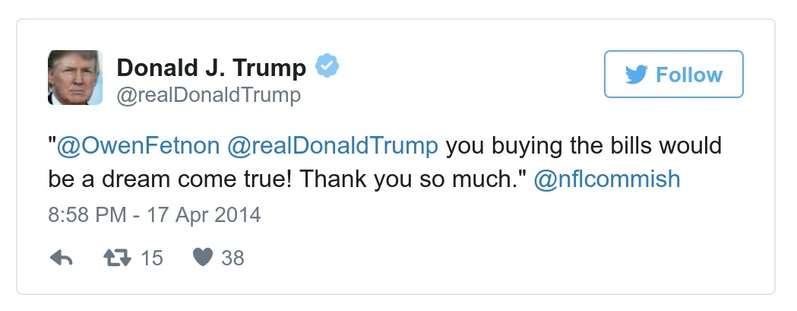 Donald J. Trump
@realDonaldTrump
Follow
"@OwenFetnon @realDonaldTrump you buying the bills would
be a dream come true! Thank you so much." @nflcommish
8:58 PM - 17 Apr 2014
15 38